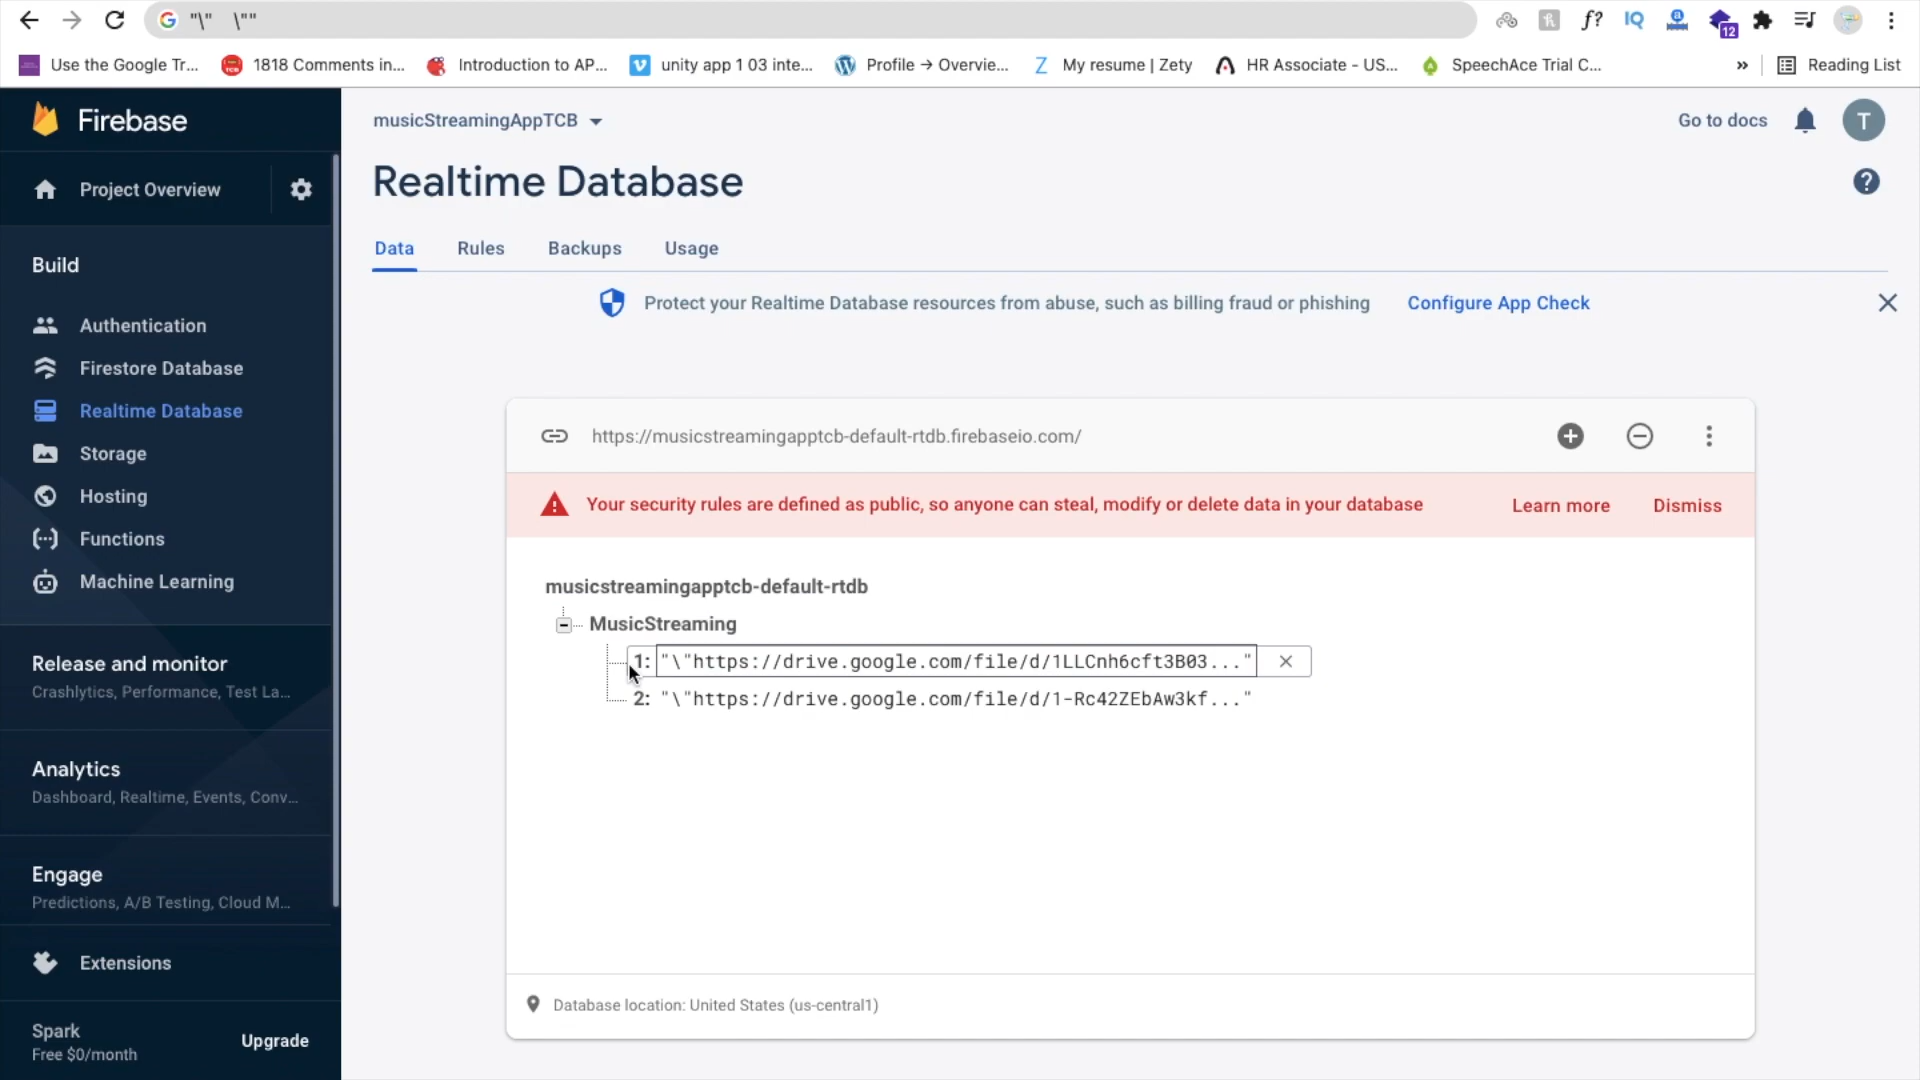 "\"   \""
12
Use the Google Tr...
1818 Comments in...
Introduction to AP...
unity app 1 03 inte...
Profile → Overvie...
My resume | Zety
HR Associate - US...
SpeechAce Trial C...
»
Reading List
Firebase
musicStreamingAppTCB
Go to docs
T
Project Overview
Realtime Database
Data
Rules
Backups
Usage
Build
Protect your Realtime Database resources from abuse, such as billing fraud or phishing
Configure App Check
Authentication
Firestore Database
Realtime Database
Storage
Hosting
Functions
Machine Learning
https://musicstreamingapptcb-default-rtdb.firebaseio.com/
Your security rules are defined as public, so anyone can steal, modify or delete data in your database
Learn more
Dismiss
musicstreamingapptcb-default-rtdb
MusicStreaming
1: "\"https://drive.google.com/file/d/1LLCnh6cft3B03..."
2: "\"https://drive.google.com/file/d/1-Rc42ZEbAw3kf..."
Release and monitor
Crashlytics, Performance, Test La...
Analytics
Dashboard, Realtime, Events, Conv...
Engage
Predictions, A/B Testing, Cloud M...
Extensions
Spark
Free $0/month
Upgrade
Database location: United States (us-central1)